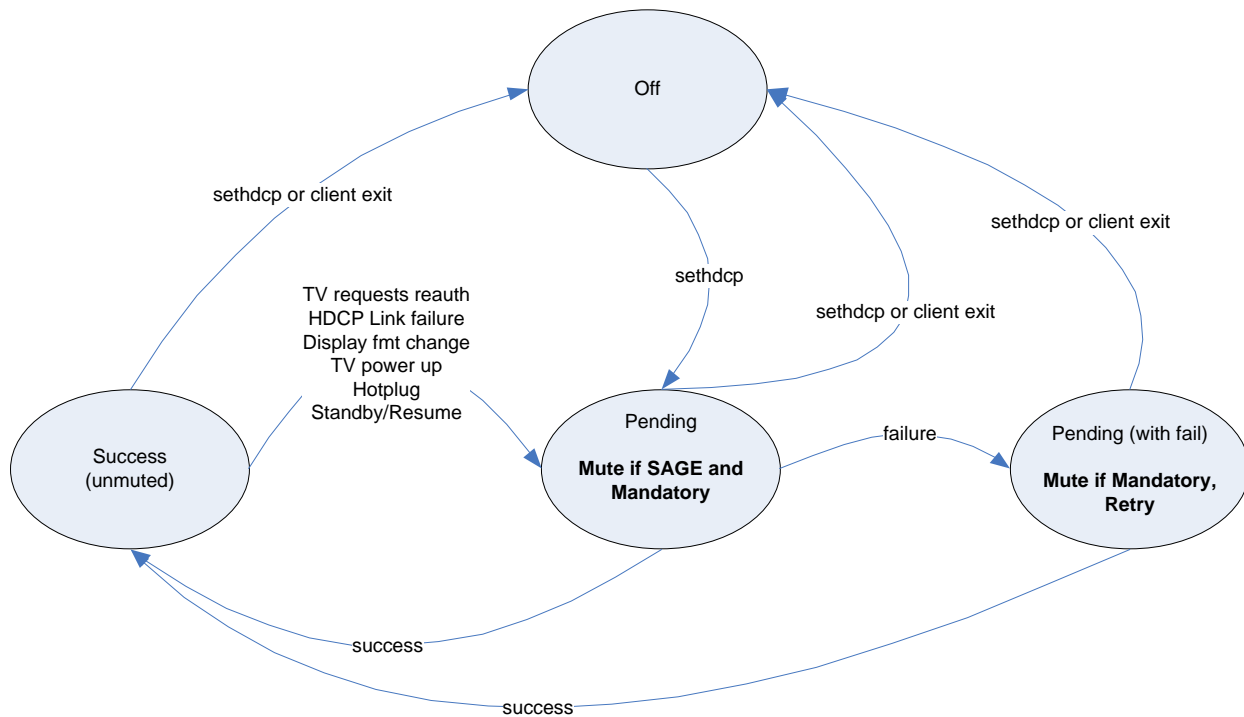 Off
sethdcp or client exit
sethdcp or client exit
sethdcp
TV requests reauth
HDCP Link failure
Display fmt change
TV power up
Hotplug
Standby/Resume
sethdcp or client exit
Success
(unmuted)
Pending
Mute if SAGE and
Mandatory
failure
Pending (with fail)
Mute if Mandatory,
Retry
success
success